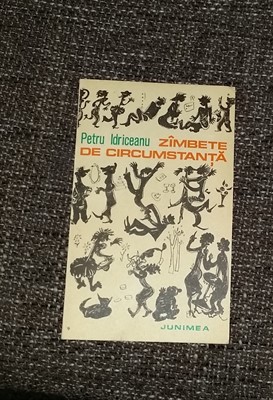 Petru Idriceanu ZÎMBETE
DE CIRCUMSTANȚĂ
JUNIMEA